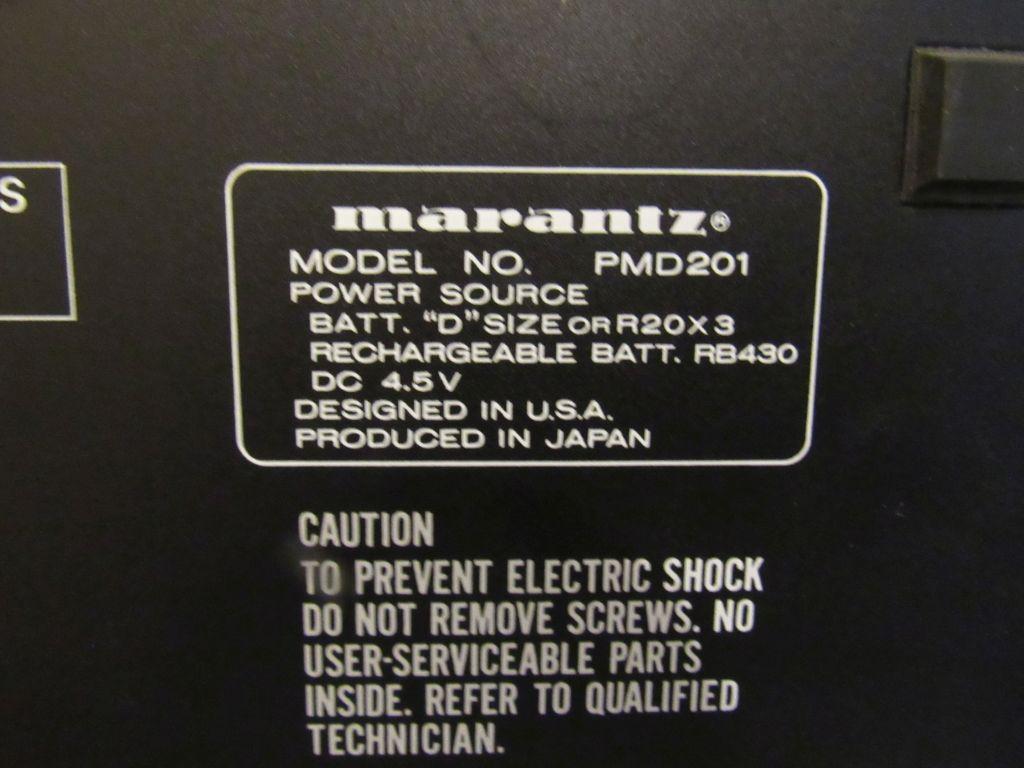 S
marantz®
MODEL NO. PMD201
POWER SOURCE
BATT. "D" SIZE OR R20X3
RECHARGEABLE BATT. RB430
DC 4.5V
DESIGNED IN U.S.A.
PRODUCED IN JAPAN
CAUTION
TO PREVENT ELECTRIC SHOCK
DO NOT REMOVE SCREWS. NO
USER-SERVICEABLE PARTS
INSIDE. REFER TO QUALIFIED
TECHNICIAN.